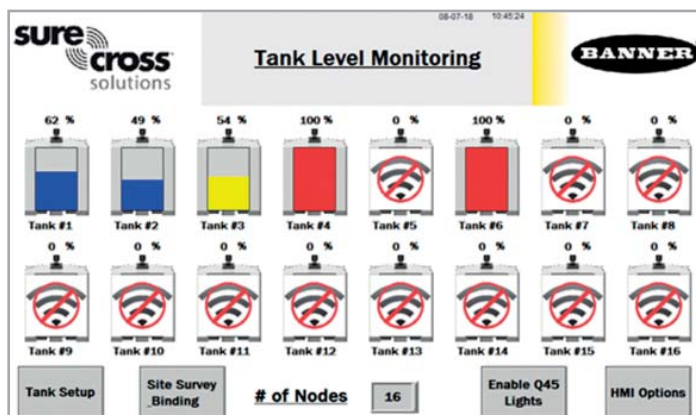 08-07-18 10:45:24
sure cross solutions
Tank Level Monitoring
BANNER
62 % 49 % 54 % 100 % 0 % 100 % 0 % 0 %
Tank #1 Tank #2 Tank #3 Tank #4 Tank #5 Tank #6 Tank #7 Tank #8
0 % 0 % 0 % 0 % 0 % 0 % 0 % 0 %
Tank #9 Tank #10 Tank #11 Tank #12 Tank #13 Tank #14 Tank #15 Tank #16
Tank Setup
Site Survey
Binding
# of Nodes 16
Enable Q45
Lights
HMI Options